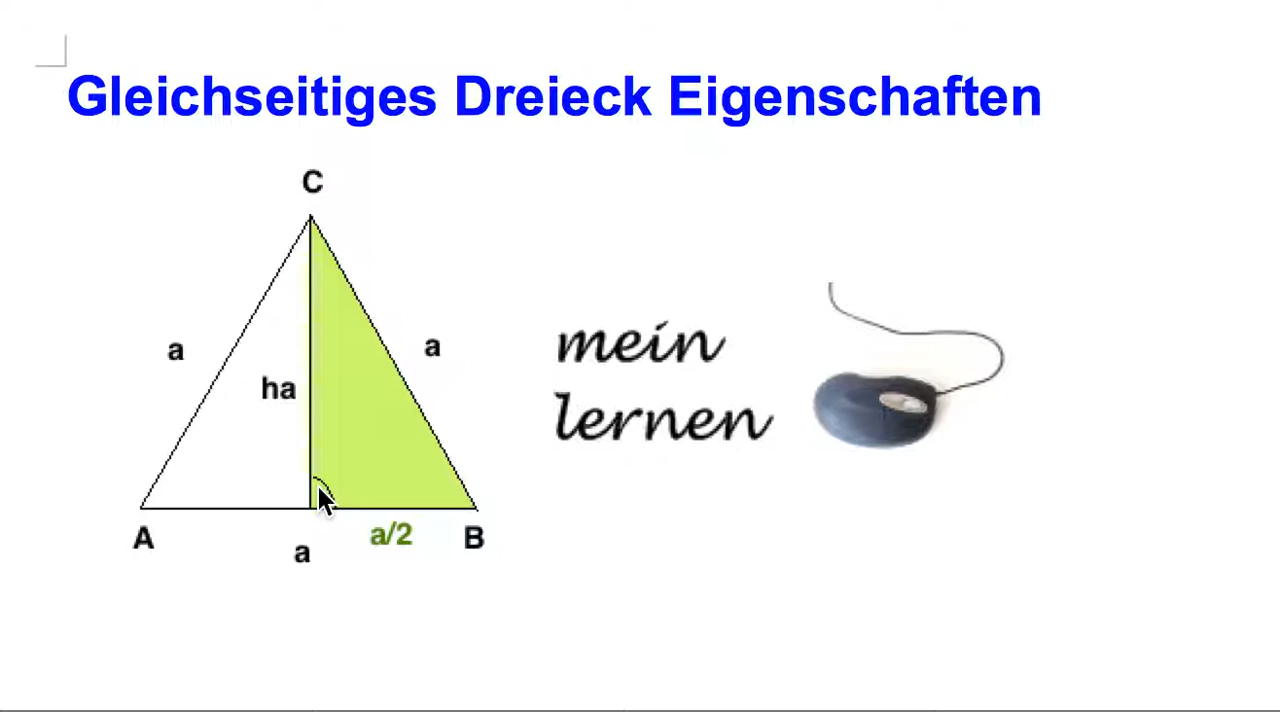 Gleichseitiges Dreieck Eigenschaften
C
a
a
ha
mein
lernen
A
a
a/2
B